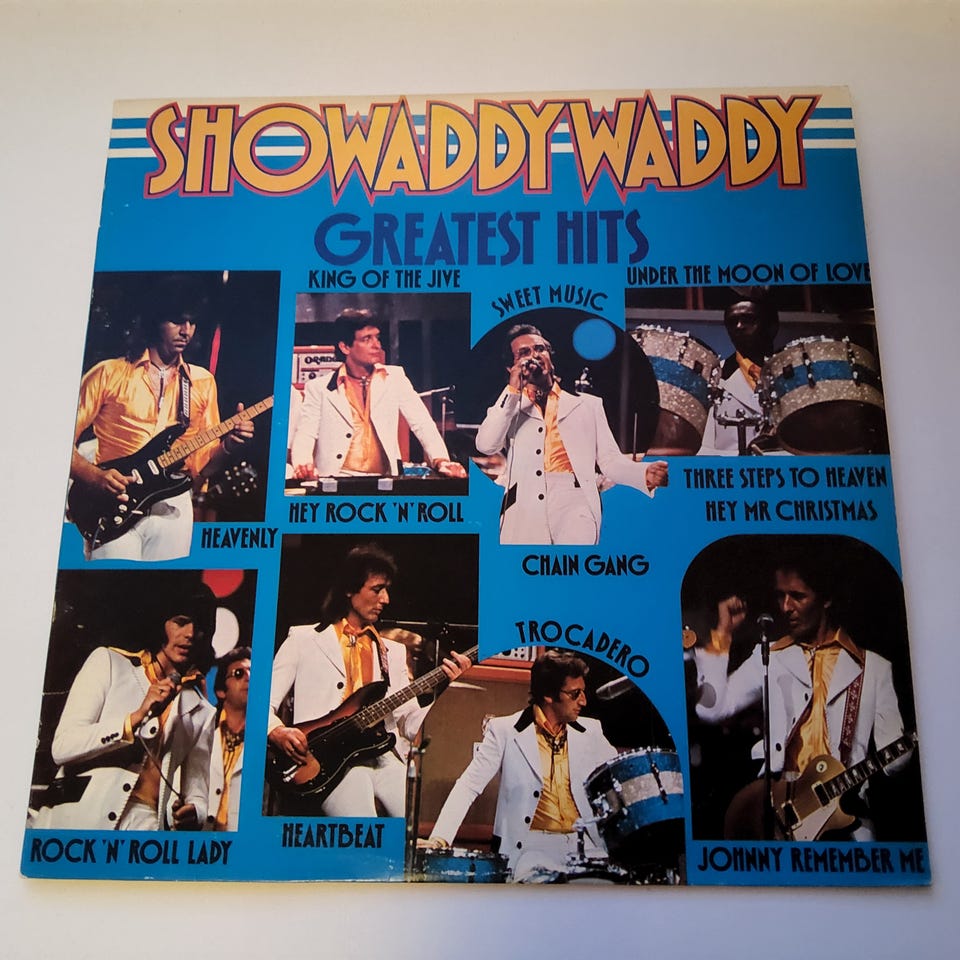 SHOWADDYWADDY
GREATEST HITS
KING OF THE JIVE
SWEET MUSIC
UNDER THE MOON OF LOVE
HEY ROCK 'N' ROLL
THREE STEPS TO HEAVEN
HEY MR CHRISTMAS
HEAVENLY
CHAIN GANG
TROCADERO
ROCK 'N' ROLL LADY
HEARTBEAT
JOHNNY REMEMBER ME